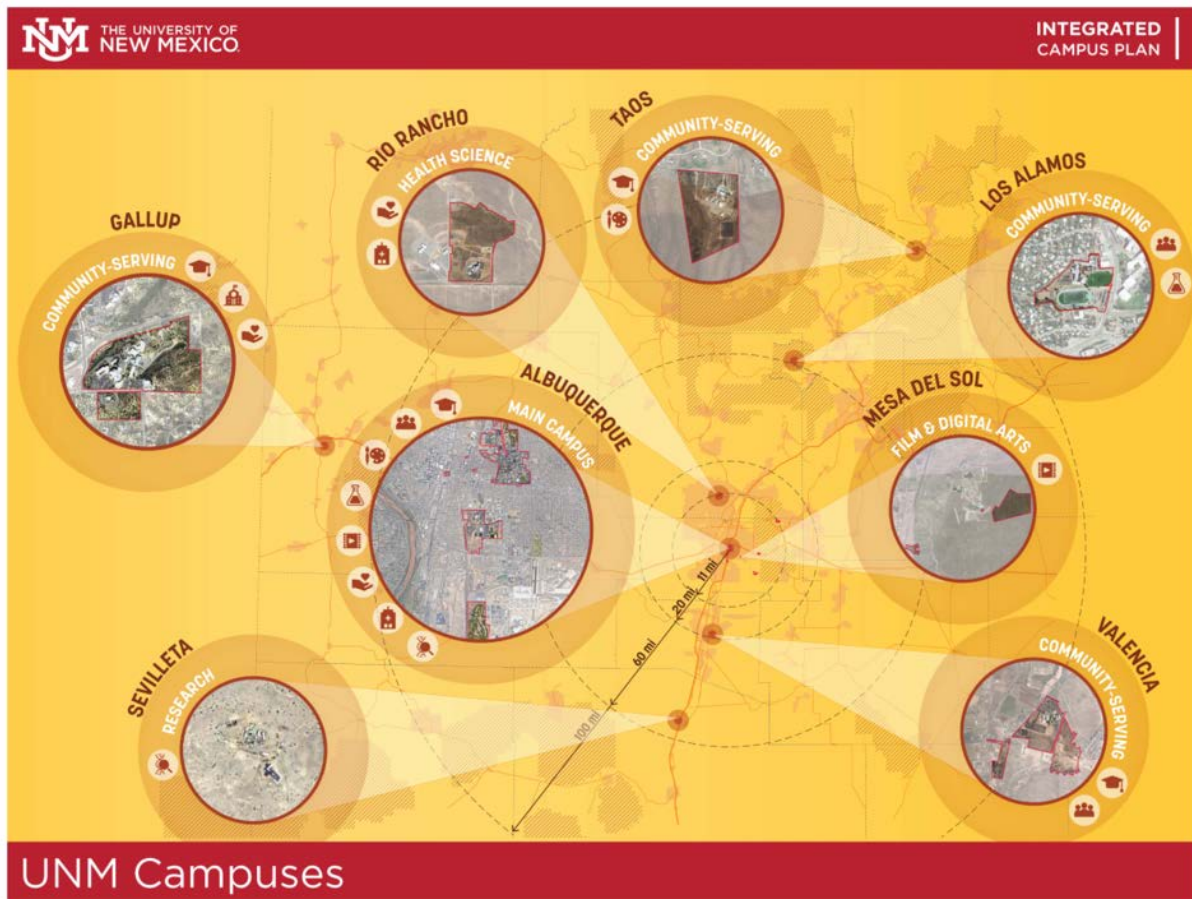 UNM
THE UNIVERSITY OF
NEW MEXICO.
INTEGRATED
CAMPUS PLAN
GALLUP
COMMUNITY-SERVING
RIO RANCHO
HEALTH SCIENCE
TAOS
COMMUNITY-SERVING
LOS ALAMOS
COMMUNITY-SERVING
ALBUQUERQUE
MAIN CAMPUS
MESA DEL SOL
FILM & DIGITAL ARTS
SEVILLETA
RESEARCH
VALENCIA
COMMUNITY-SERVING
11 mi
20 mi
60 mi
100 mi
UNM Campuses